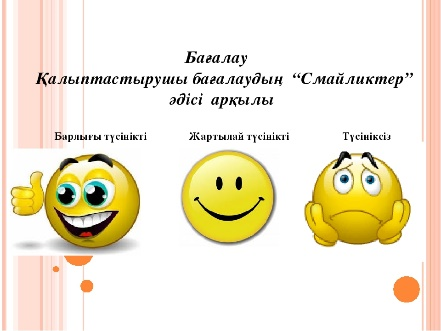 Бағалау
Қалыптастырушы бағалаудың “Смайликтер”
әдісі арқылы
Барлығы түсінікті Жартылай түсінікті Түсініксіз